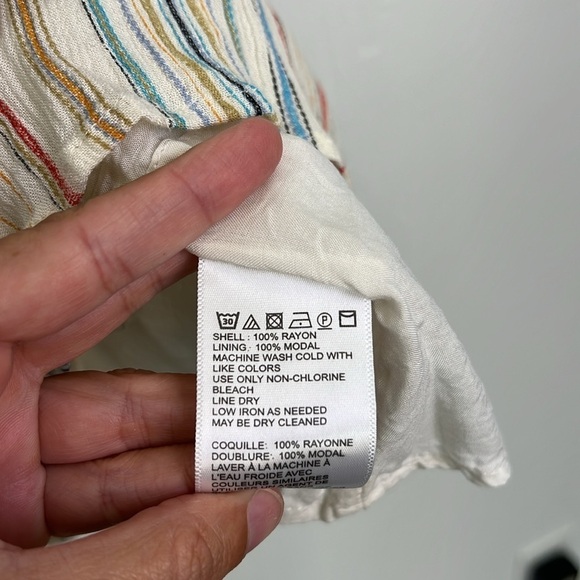 30 P
SHELL : 100% RAYON
LINING: 100% MODAL
MACHINE WASH COLD WITH
LIKE COLORS
USE ONLY NON-CHLORINE
BLEACH
LINE DRY
LOW IRON AS NEEDED
MAY BE DRY CLEANED
COQUILLE: 100% RAYONNE
DOUBLURE: 100% MODAL
LAVER À LA MACHINE À
L'EAU FROIDE AVEC
COULEURS SIMILAIRES